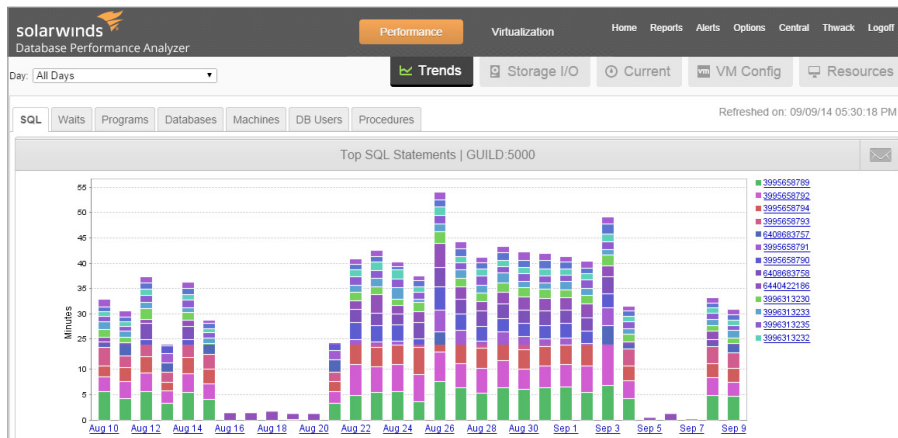 solarwinds
Database Performance Analyzer
Performance
Virtualization
Home Reports Alerts Options Central Thwack Logoff
Day: All Days
Trends
Storage I/O
Current
vm VM Config
Resources
SQL Waits Programs Databases Machines DB Users Procedures
Refreshed on: 09/09/14 05:30:18 PM
Top SQL Statements | GUILD:5000
Minutes
55
50
45
40
35
30
25
10
5
0
Aug 10 Aug 12 Aug 14 Aug 16 Aug 18 Aug 20 Aug 22 Aug 24 Aug 26 Aug 28 Aug 30 Sep 1 Sep 3 Sep 5 Sep 7 Sep 9
3995658789
3995658792
3995658794
3995658793
6408683757
3995658791
3995658790
6408683758
6440422186
3996313230
3996313233
3996313235
3996313232